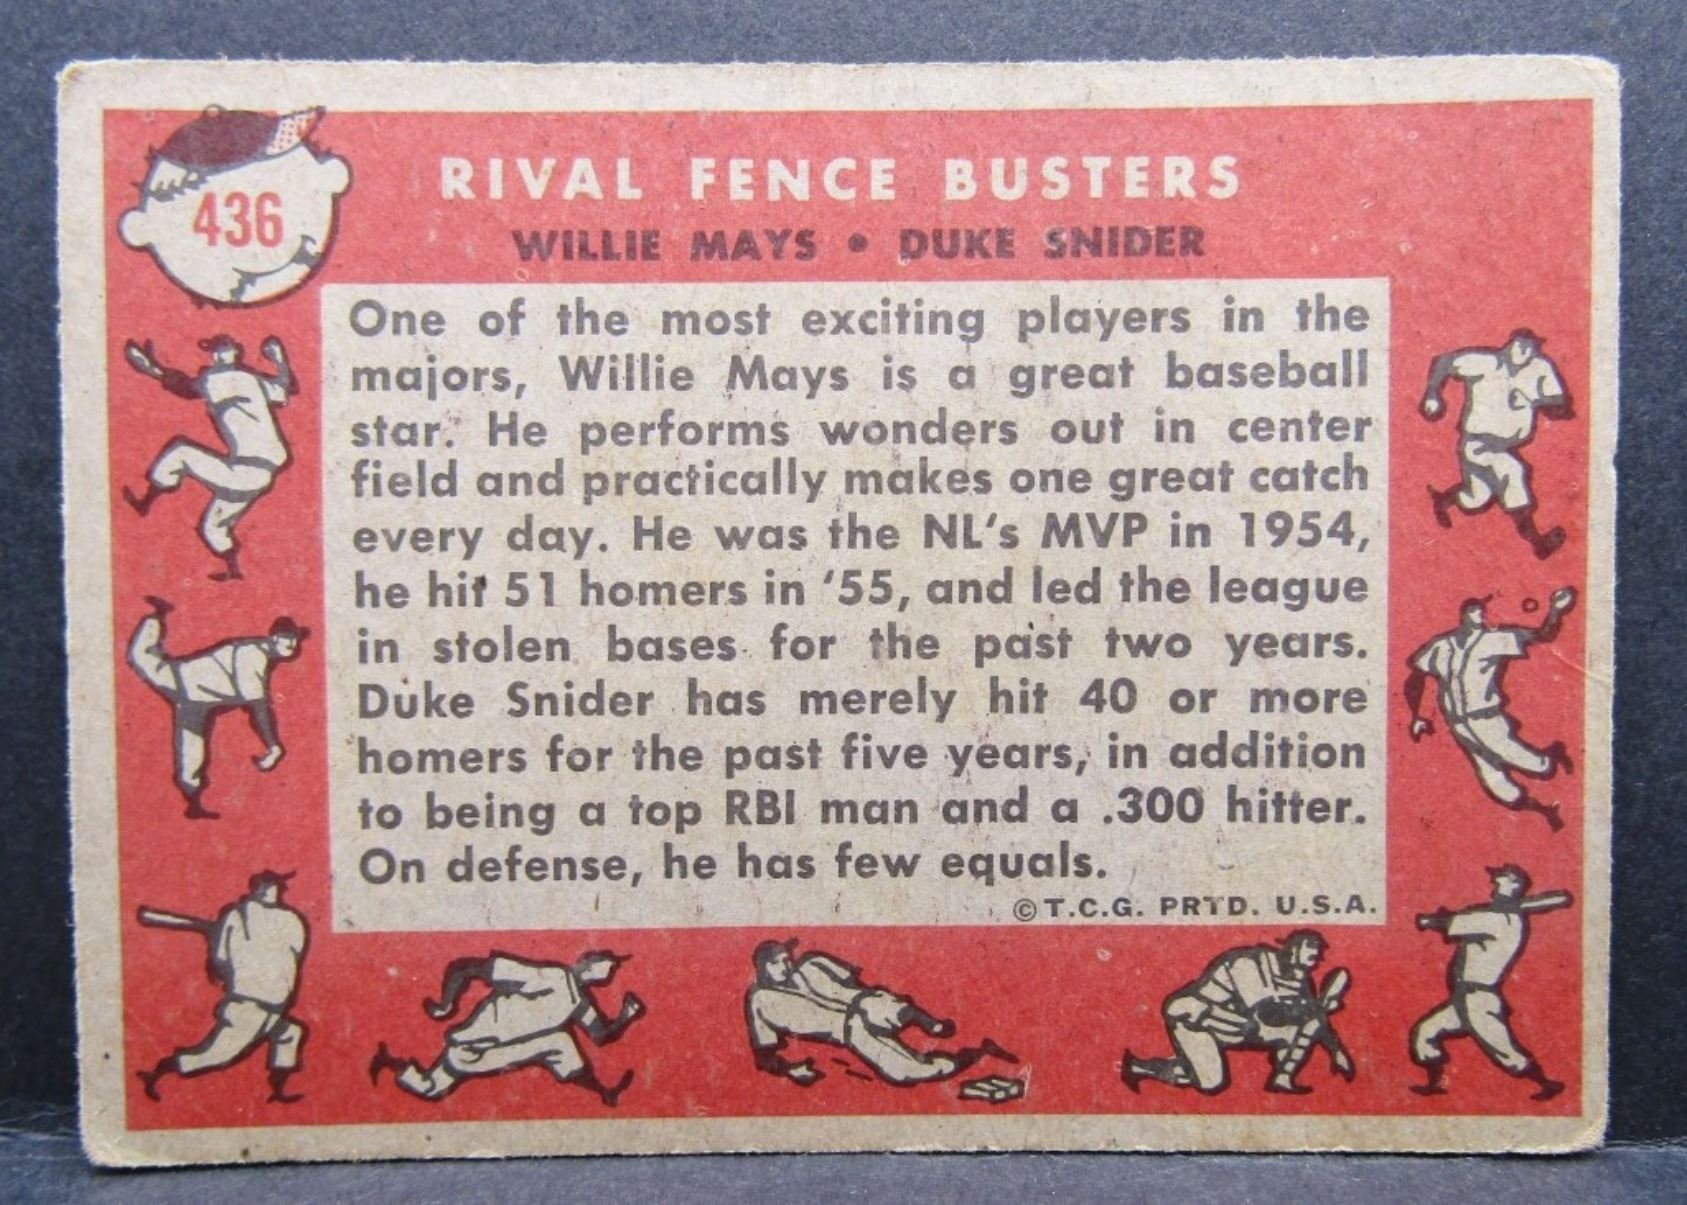 436
RIVAL FENCE BUSTERS
WILLIE MAYS • DUKE SNIDER
One of the most exciting players in the
majors, Willie Mays is a great baseball
star. He performs wonders out in center
field and practically makes one great catch
every day. He was the NL's MVP in 1954,
he hit 51 homers in '55, and led the league
in stolen bases for the past two years.
Duke Snider has merely hit 40 or more
homers for the past five years, in addition
to being a top RBI man and a .300 hitter.
On defense, he has few equals.
© T.C.G. PRTD. U.S.A.